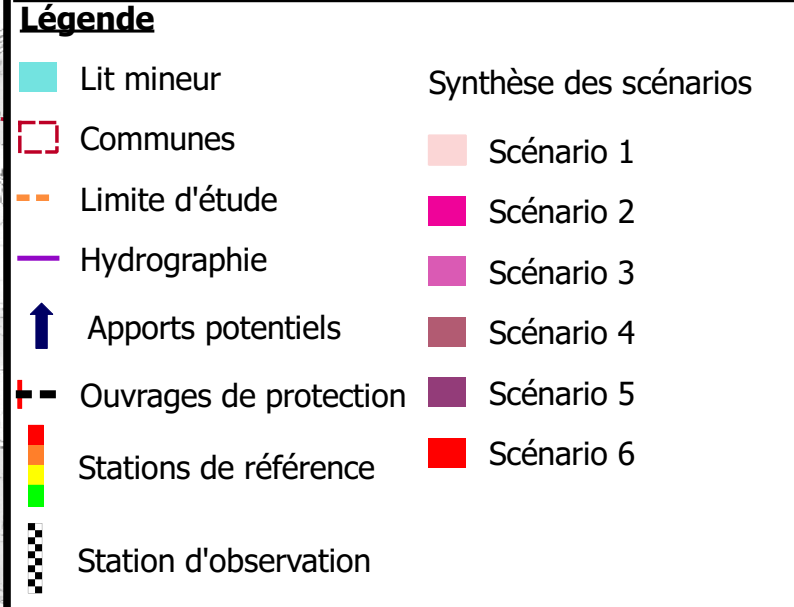 Légende
Lit mineur
Communes
Limite d'étude
Hydrographie
Apports potentiels
Ouvrages de protection
Stations de référence
Station d'observation
Synthèse des scénarios
Scénario 1
Scénario 2
Scénario 3
Scénario 4
Scénario 5
Scénario 6